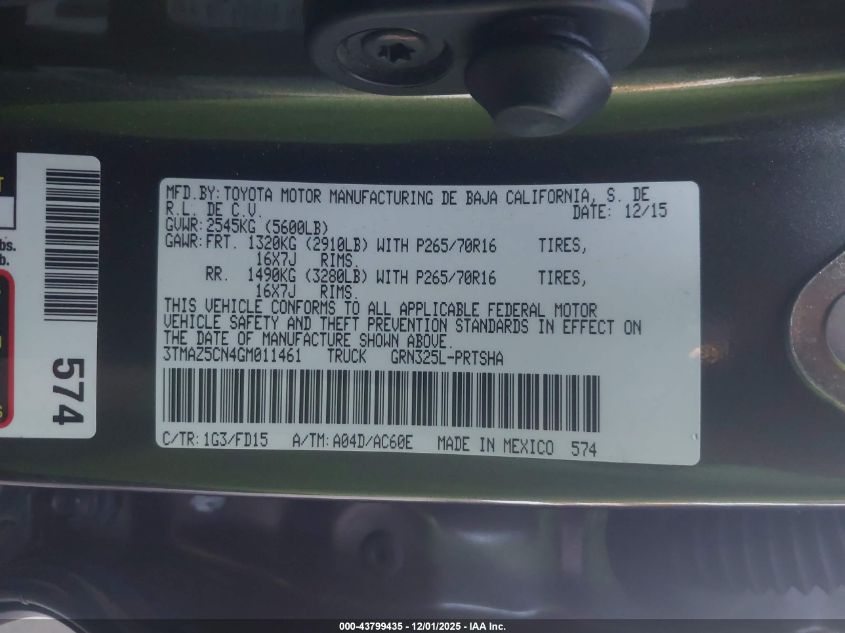 MFD.BY:TOYOTA MOTOR MANUFACTURING DE BAJA CALIFORNIA, S. DE
R.L. DE C.V. DATE: 12/15
GVWR:2545KG (5600LB)
GAWR:FRT. 1320KG (2910LB) WITH P265/70R16 TIRES,
16X7J RIMS.
RR. 1490KG (3280LB) WITH P265/70R16 TIRES,
16X7J RIMS.
THIS VEHICLE CONFORMS TO ALL APPLICABLE FEDERAL MOTOR
VEHICLE SAFETY AND THEFT PREVENTION STANDARDS IN EFFECT ON
THE DATE OF MANUFACTURE SHOWN ABOVE.
3TMAZ5CN4GM011461 TRUCK GRN325L-PRTSHA
C/TR:1G3/FD15 A/TM:A04D/AC60E MADE IN MEXICO 574
bs.
b.
574
000-43799435 - 12/01/2025 - IAA Inc.